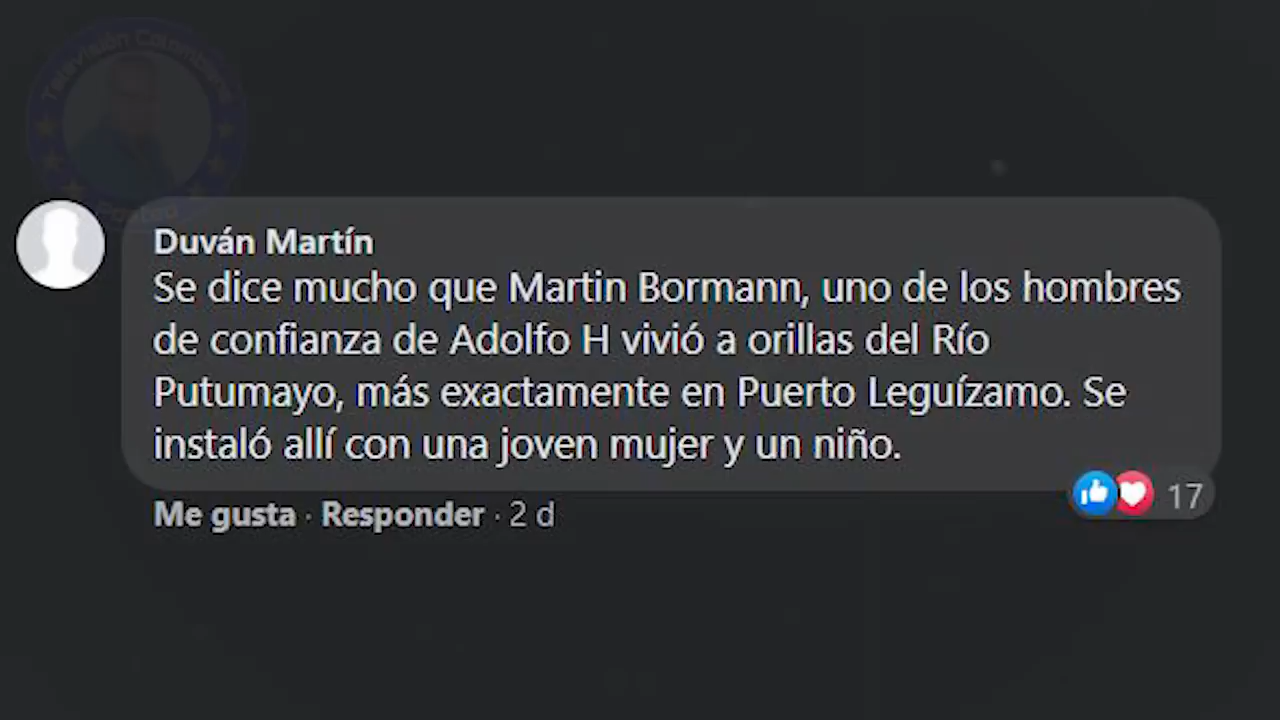 Televisión Colombiana
Duván Martín
Se dice mucho que Martin Bormann, uno de los hombres
de confianza de Adolfo H vivió a orillas del Río
Putumayo, más exactamente en Puerto Leguízamo. Se
instaló allí con una joven mujer y un niño.
Me gusta · Responder · 2 d
17